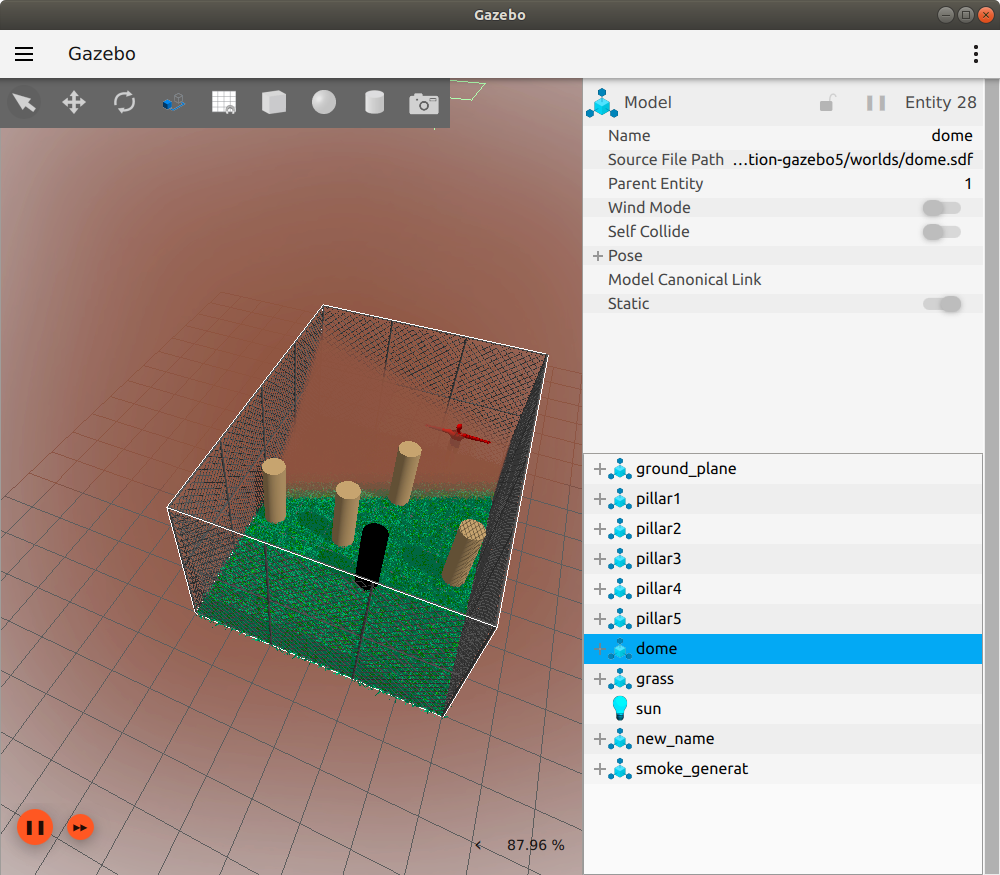 Gazebo
Gazebo
Model Entity 28
Name dome
Source File Path …tion-gazebo5/worlds/dome.sdf
Parent Entity 1
Wind Mode
Self Collide
+ Pose
Model Canonical Link
Static
ground_plane
pillar1
pillar2
pillar3
pillar4
pillar5
dome
grass
sun
new_name
smoke_generat
< 87.96 %